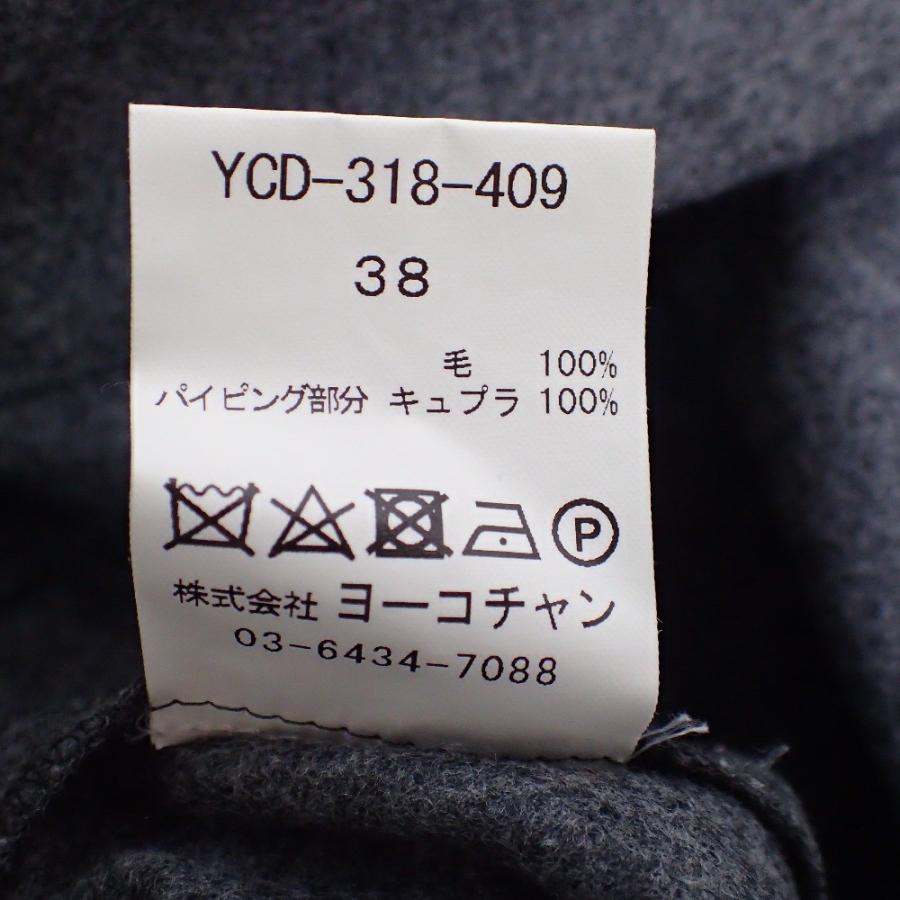 YCD-318-409
38
毛 100%
パイピング部分 キュプラ 100%
P
株式会社 ヨーコチャン
03-6434-7088